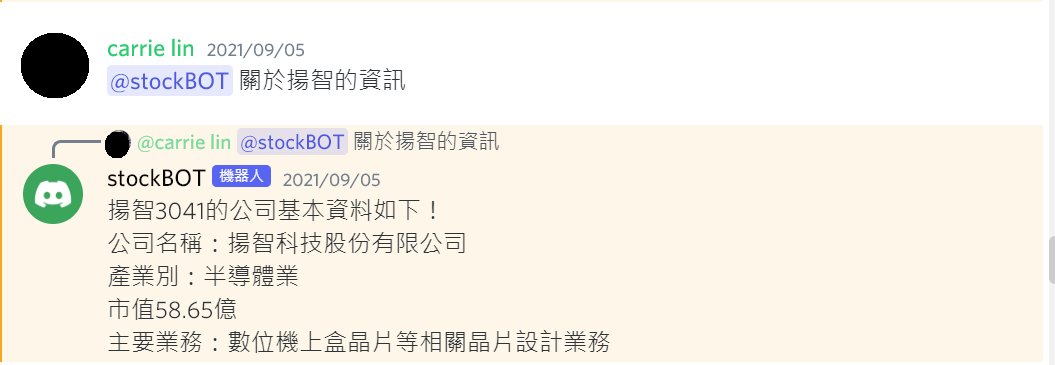 carrie lin 2021/09/05
@stockBOT 關於揚智的資訊
@carrie lin @stockBOT 關於揚智的資訊
stockBOT 機器人 2021/09/05
揚智3041的公司基本資料如下！
公司名稱：揚智科技股份有限公司
產業別：半導體業
市值58.65億
主要業務：數位機上盒晶片等相關晶片設計業務